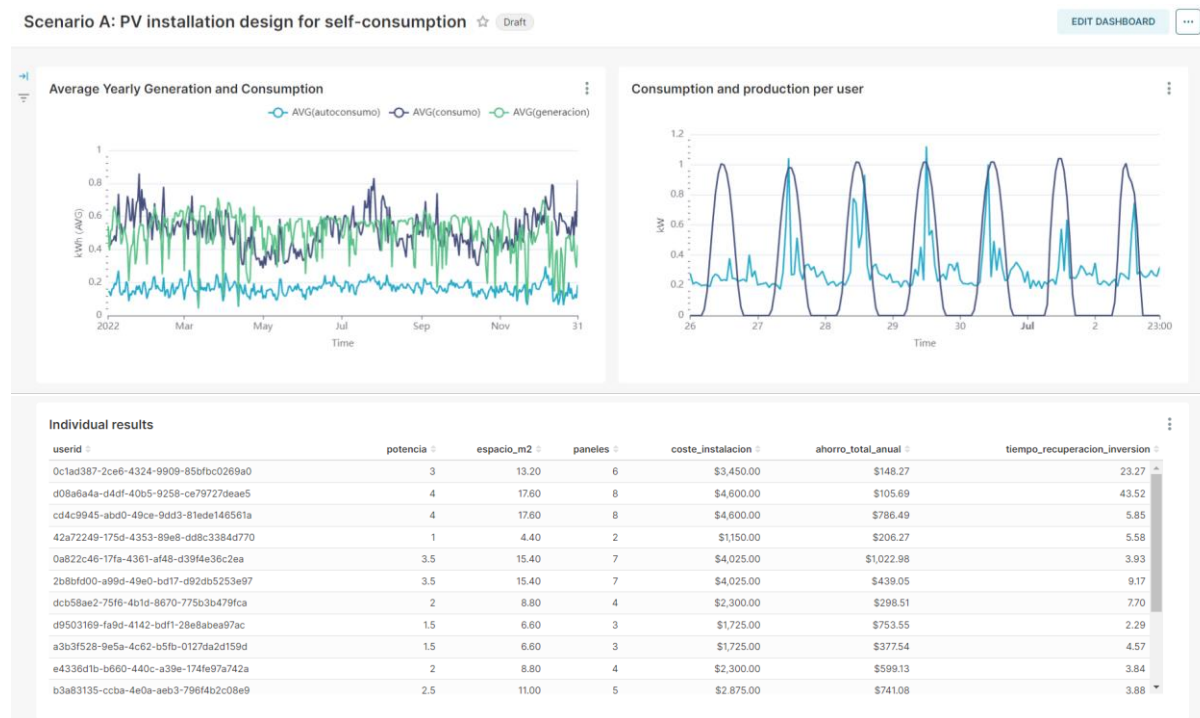 Scenario A: PV installation design for self-consumption ☆ Draft EDIT DASHBOARD ...
Average Yearly Generation and Consumption
AVG(autoconsumo) AVG(consumo) AVG(generacion)
kWh (AVG)
1
0.8
0.6
0.4
0.2
0
2022 Mar May Jul Sep Nov 31
Time
Consumption and production per user
kW
1.2
1
0.8
0.6
0.4
0.2
0
26 27 28 29 30 Jul 2 23:00
Time
Individual results
userid potencia espacio_m2 paneles coste_instalacion ahorro_total_anual tiempo_recuperacion_inversion
0c1ad387-2ce6-4324-9909-85bfbc0269a0 3 13.20 6 $3,450.00 $148.27 23.27
d08a6a4a-d4df-40b5-9258-ce79727deae5 4 17.60 8 $4,600.00 $105.69 43.52
cd4c9945-abd0-49ce-9dd3-81ede146561a 4 17.60 8 $4,600.00 $786.49 5.85
42a72249-175d-4353-89e8-dd8c3384d770 1 4.40 2 $1,150.00 $206.27 5.58
0a822c46-17fa-4361-af48-d39f4e36c2ea 3.5 15.40 7 $4,025.00 $1,022.98 3.93
2b8bfd00-a99d-49e0-bd17-d92db5253e97 3.5 15.40 7 $4,025.00 $439.05 9.17
dcb58ae2-75f6-4b1d-8670-775b3b479fca 2 8.80 4 $2,300.00 $298.51 7.70
d9503169-fa9d-4142-bdf1-28e8abea97ac 1.5 6.60 3 $1,725.00 $753.55 2.29
a3b3f528-9e5a-4c62-b5fb-0127da2d159d 1.5 6.60 3 $1,725.00 $377.54 4.57
e4336d1b-b660-440c-a39e-174fe97a742a 2 8.80 4 $2,300.00 $599.13 3.84
b3a83135-ccba-4e0a-aeb3-796f4b2c08e9 2.5 11.00 5 $2,875.00 $741.08 3.88